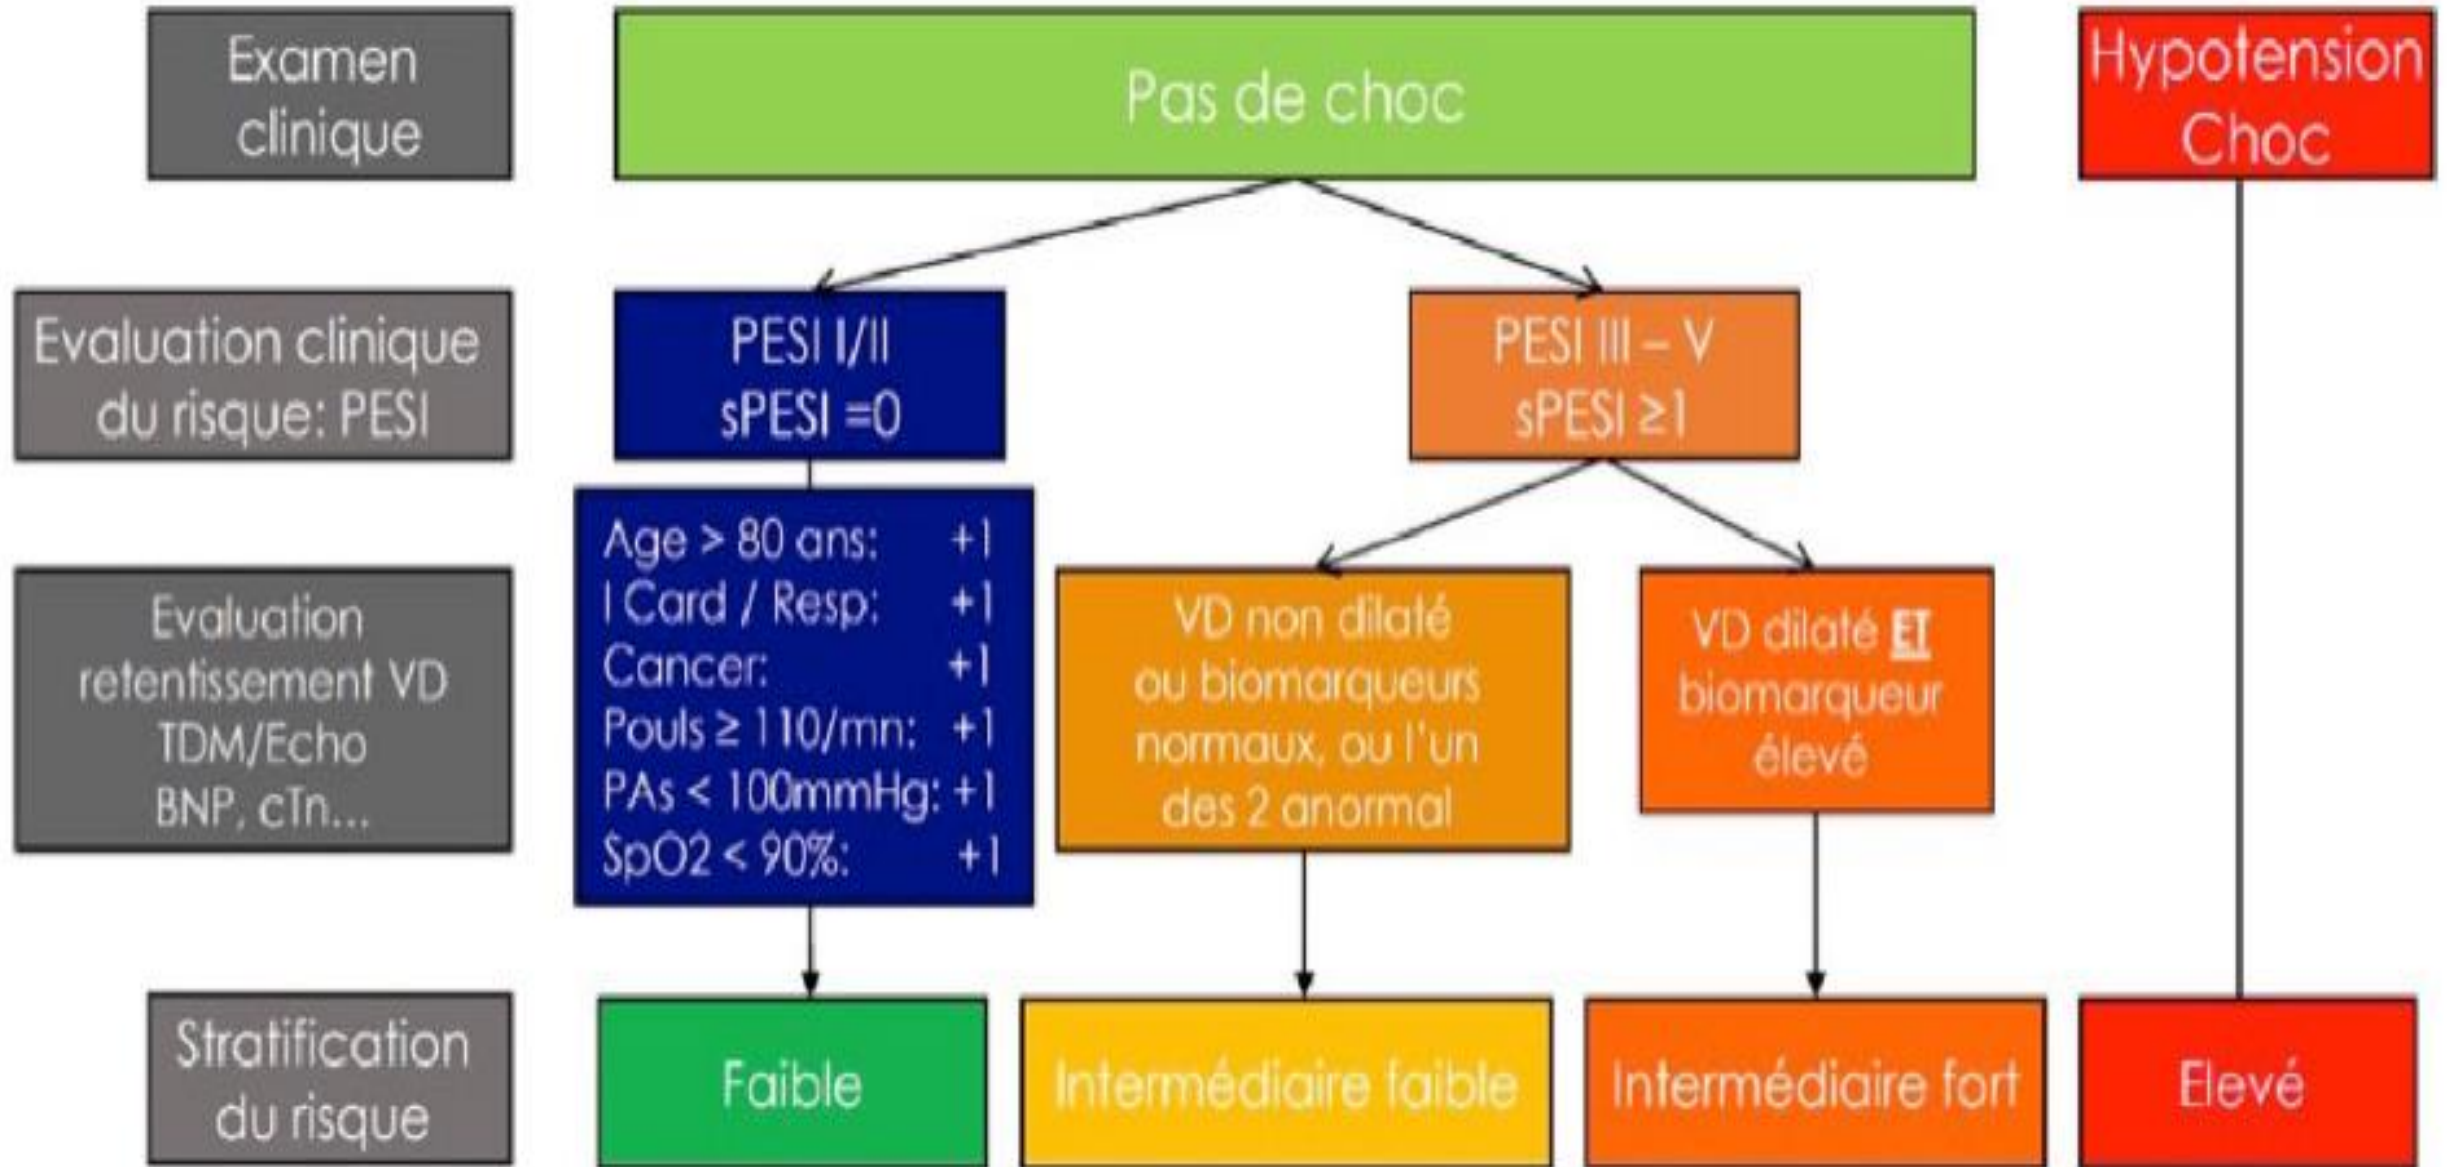 Examen
clinique
Pas de choc
Hypotension
Choc
Evaluation clinique
du risque: PESI
PESI I/II
sPESI =0
PESI III – V
sPESI ≥1
Evaluation
retentissement VD
TDM/Echo
BNP, cTn...
Age > 80 ans: +1
I Card / Resp: +1
Cancer: +1
Pouls ≥ 110/mn: +1
PAs < 100mmHg: +1
SpO2 < 90%: +1
VD non dilaté
ou biomarqueurs
normaux, ou l'un
des 2 anormal
VD dilaté ET
biomarqueur
élevé
Stratification
du risque
Faible
Intermédiaire faible
Intermédiaire fort
Elevé